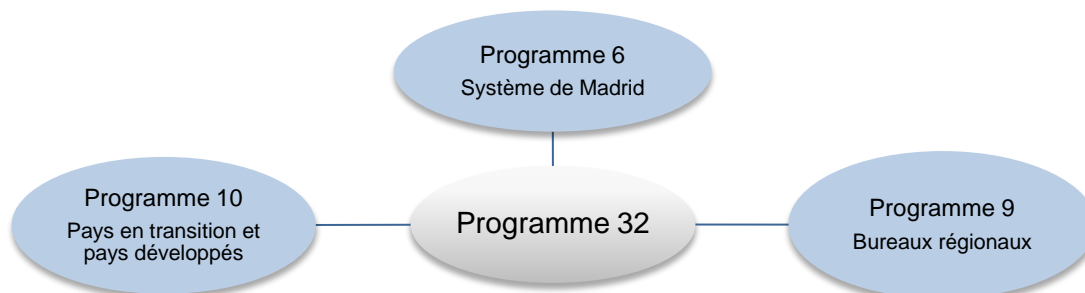 Programme 6
Système de Madrid
Programme 10
Pays en transition et
pays développés
Programme 32
Programme 9
Bureaux régionaux